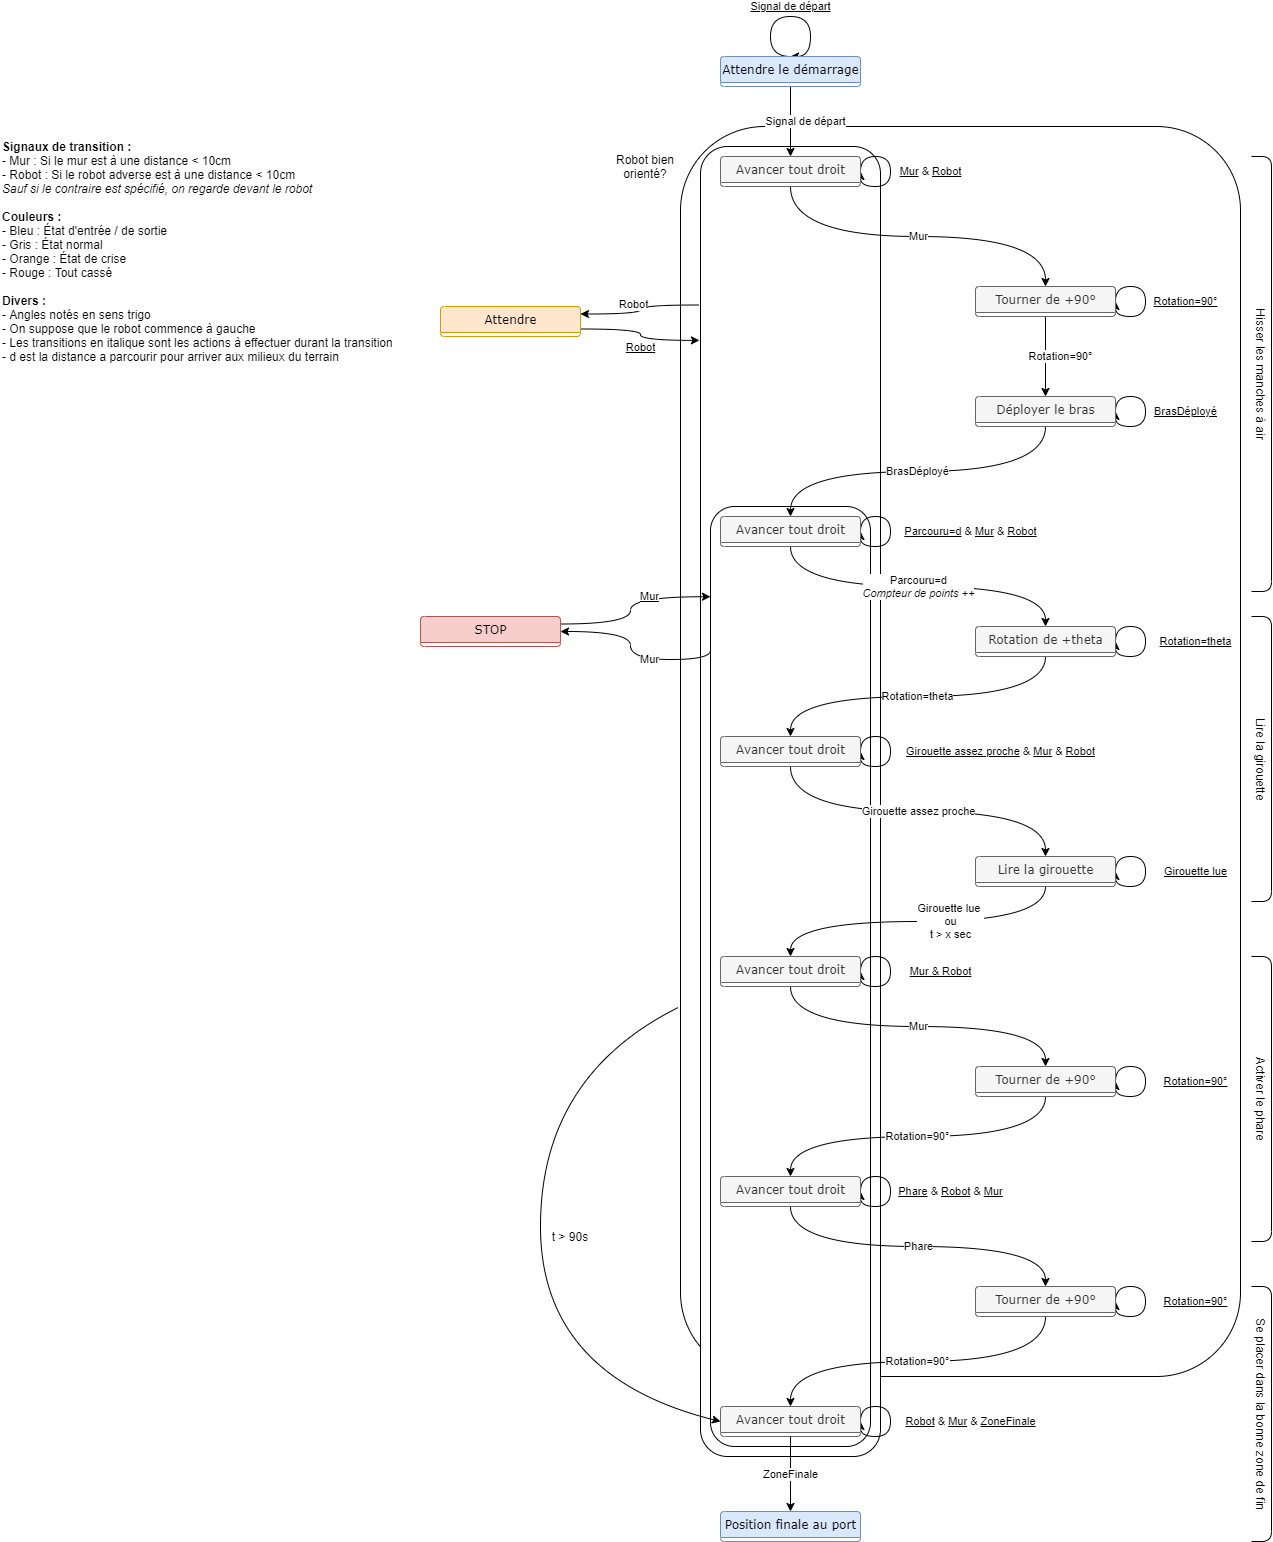 Signal de départ
Attendre le démarrage
Signal de départ
Signaux de transition :
- Mur : Si le mur est à une distance < 10cm
- Robot : Si le robot adverse est à une distance < 10cm
Sauf si le contraire est spécifié, on regarde devant le robot
Couleurs :
- Bleu : État d'entrée / de sortie
- Gris : État normal
- Orange : État de crise
- Rouge : Tout cassé
Divers :
- Angles notés en sens trigo
- On suppose que le robot commence à gauche
- Les transitions en italique sont les actions à effectuer durant la transition
- d est la distance a parcourir pour arriver aux milieux du terrain
Robot bien
orienté?
Avancer tout droit
Mur & Robot
Mur
Tourner de +90°
Rotation=90°
Robot
Attendre
Robot
Rotation=90°
Déployer le bras
BrasDéployé
Hisser les manches à air
BrasDéployé
Avancer tout droit
Parcouru=d & Mur & Robot
Parcouru=d
Compteur de points ++
Mur
STOP
Mur
Rotation de +theta
Rotation=theta
Rotation=theta
Avancer tout droit
Girouette assez proche & Mur & Robot
Lire la girouette
Girouette assez proche
Lire la girouette
Girouette lue
Girouette lue
ou
t > x sec
Avancer tout droit
Mur & Robot
Mur
Tourner de +90°
Rotation=90°
Activer le phare
Rotation=90°
Avancer tout droit
Phare & Robot & Mur
t > 90s
Phare
Tourner de +90°
Rotation=90°
Rotation=90°
Avancer tout droit
Robot & Mur & ZoneFinale
Se placer dans la bonne zone de fin
ZoneFinale
Position finale au port